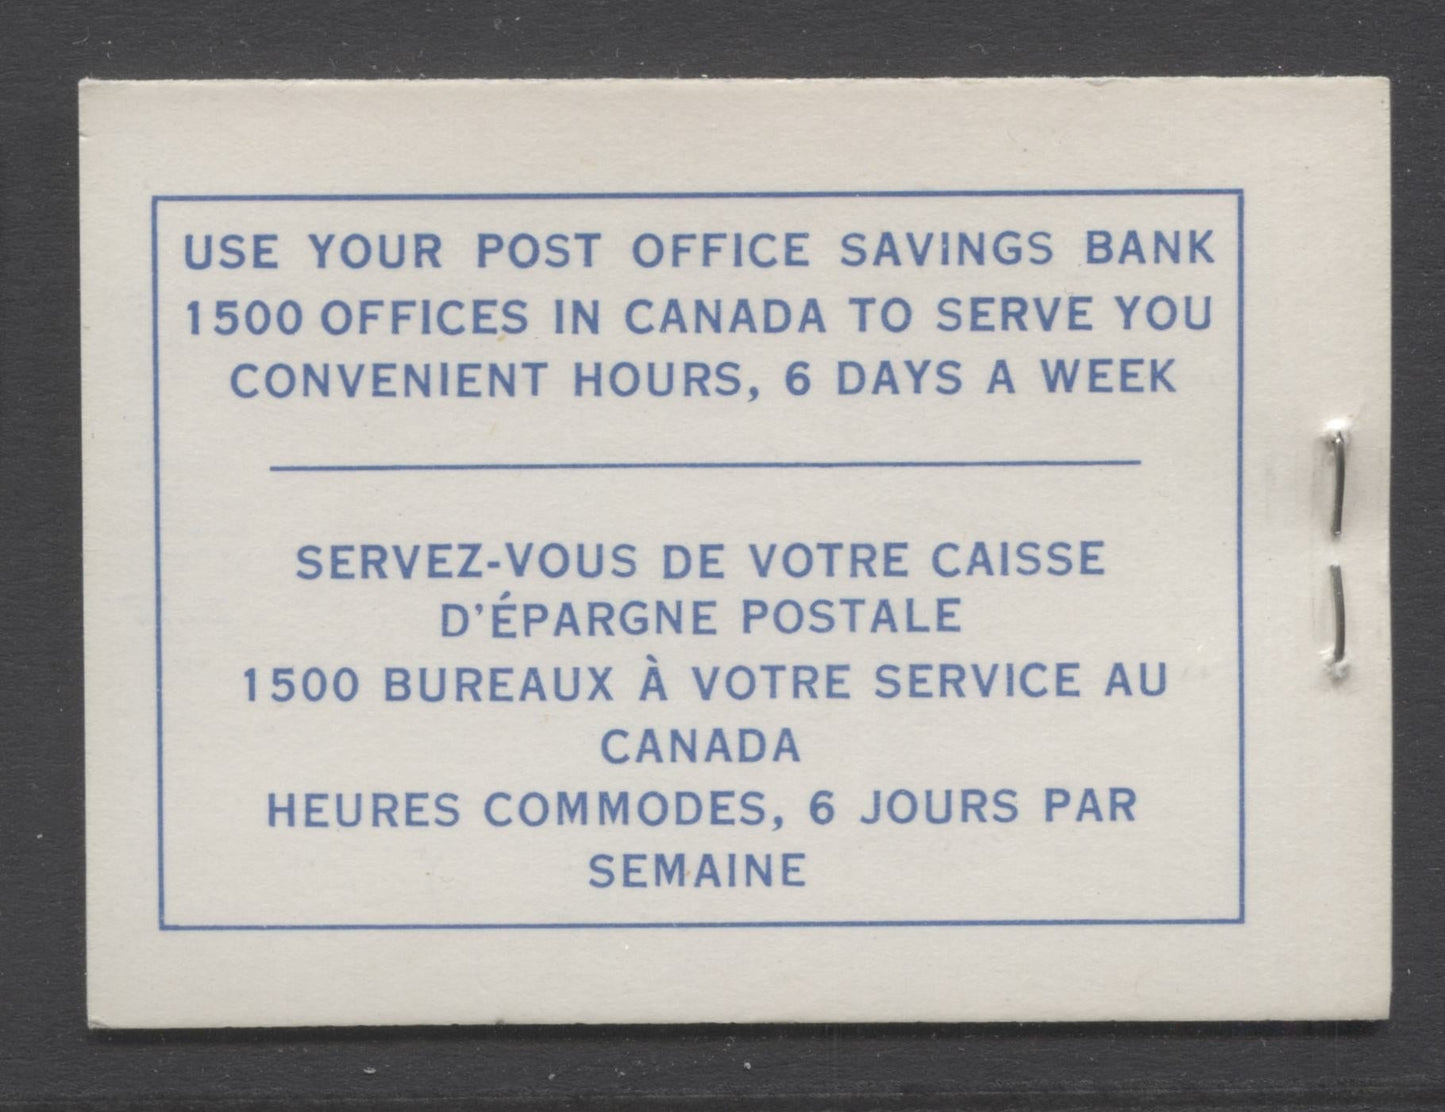 USE YOUR POST OFFICE SAVINGS BANK
1500 OFFICES IN CANADA TO SERVE YOU
CONVENIENT HOURS, 6 DAYS A WEEK
SERVEZ-VOUS DE VOTRE CAISSE
D'ÉPARGNE POSTALE
1500 BUREAUX À VOTRE SERVICE AU
CANADA
HEURES COMMODES, 6 JOURS PAR
SEMAINE